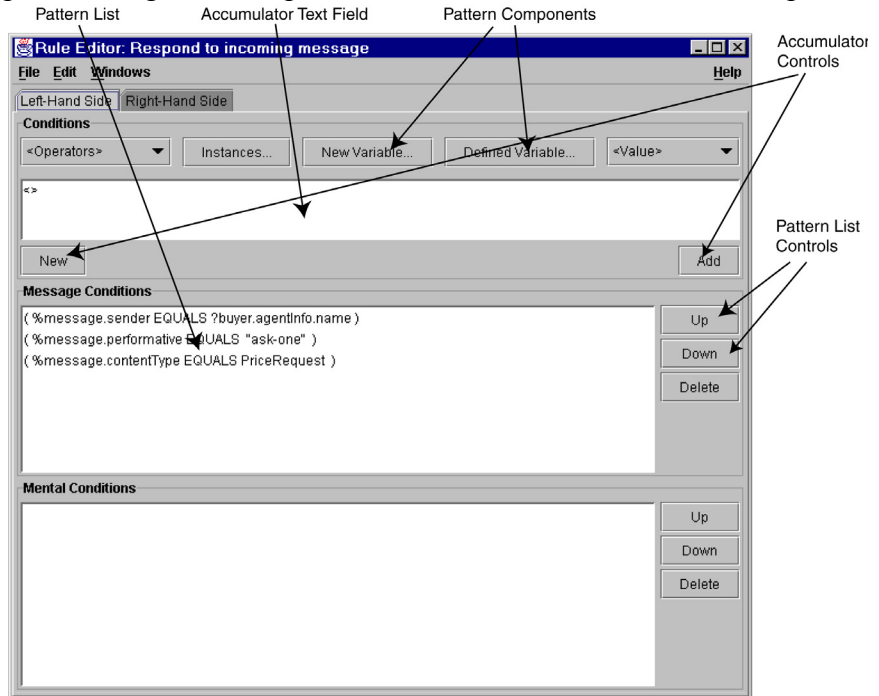 Pattern List Accumulator Text Field Pattern Components
Rule Editor: Respond to incoming message
Accumulator
Controls
File Edit Windows Help
Left-Hand Side Right-Hand Side
Conditions
<Operators> Instances... New Variable... Defined Variable... <Value>
<>
New Add
Pattern List
Controls
Message Conditions
( %message.sender EQUALS ?buyer.agentInfo.name )
( %message.performative EQUALS "ask-one" )
( %message.contentType EQUALS PriceRequest )
Up
Down
Delete
Mental Conditions
Up
Down
Delete